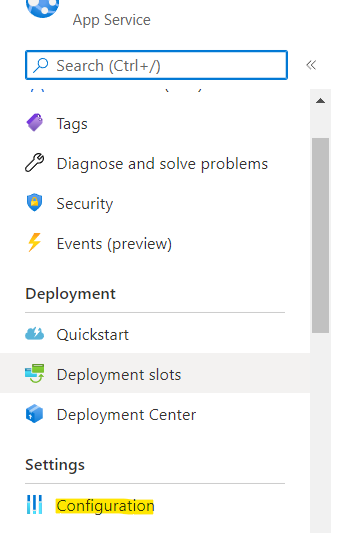 App Service
Search (Ctrl+/)
Tags
Diagnose and solve problems
Security
Events (preview)
Deployment
Quickstart
Deployment slots
Deployment Center
Settings
Configuration